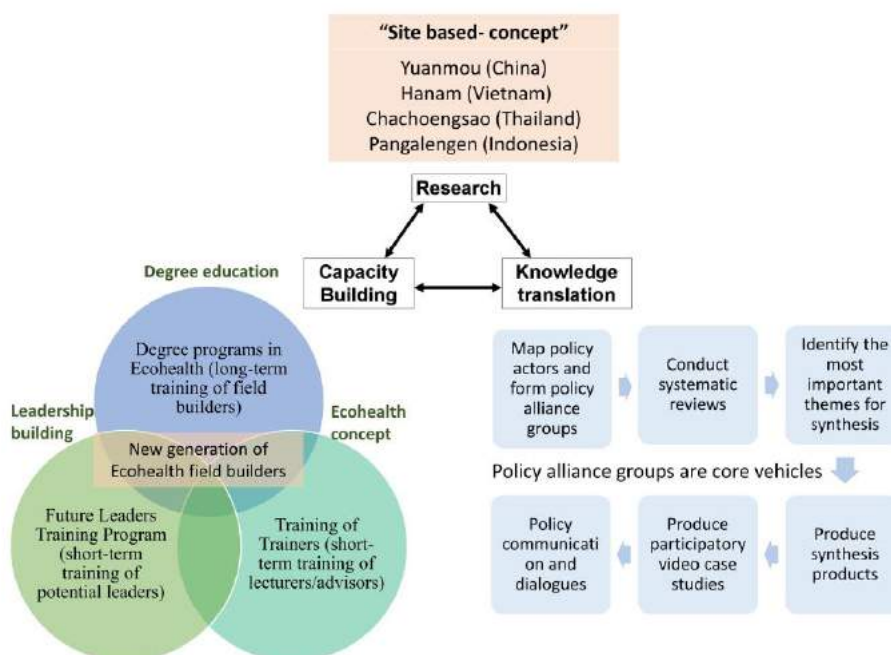 “Site based- concept”
Yuanmou (China)
Hanam (Vietnam)
Chachoengsao (Thailand)
Pangalengen (Indonesia)
Research
Capacity
Building
Knowledge
translation
Degree education
Degree programs in
Ecohealth (long-term
training of field
builders)
Leadership
building
Ecohealth
concept
New generation of
Ecohealth field builders
Future Leaders
Training Program
(short-term
training of
potential leaders)
Training of
Trainers (short-
term training of
lecturers/advisors)
Map policy
actors and
form policy
alliance
groups
Conduct
systematic
reviews
Identify the
most
important
themes for
synthesis
Policy alliance groups are core vehicles
Policy
communicati
on and
dialogues
Produce
participatory
video case
studies
Produce
synthesis
products